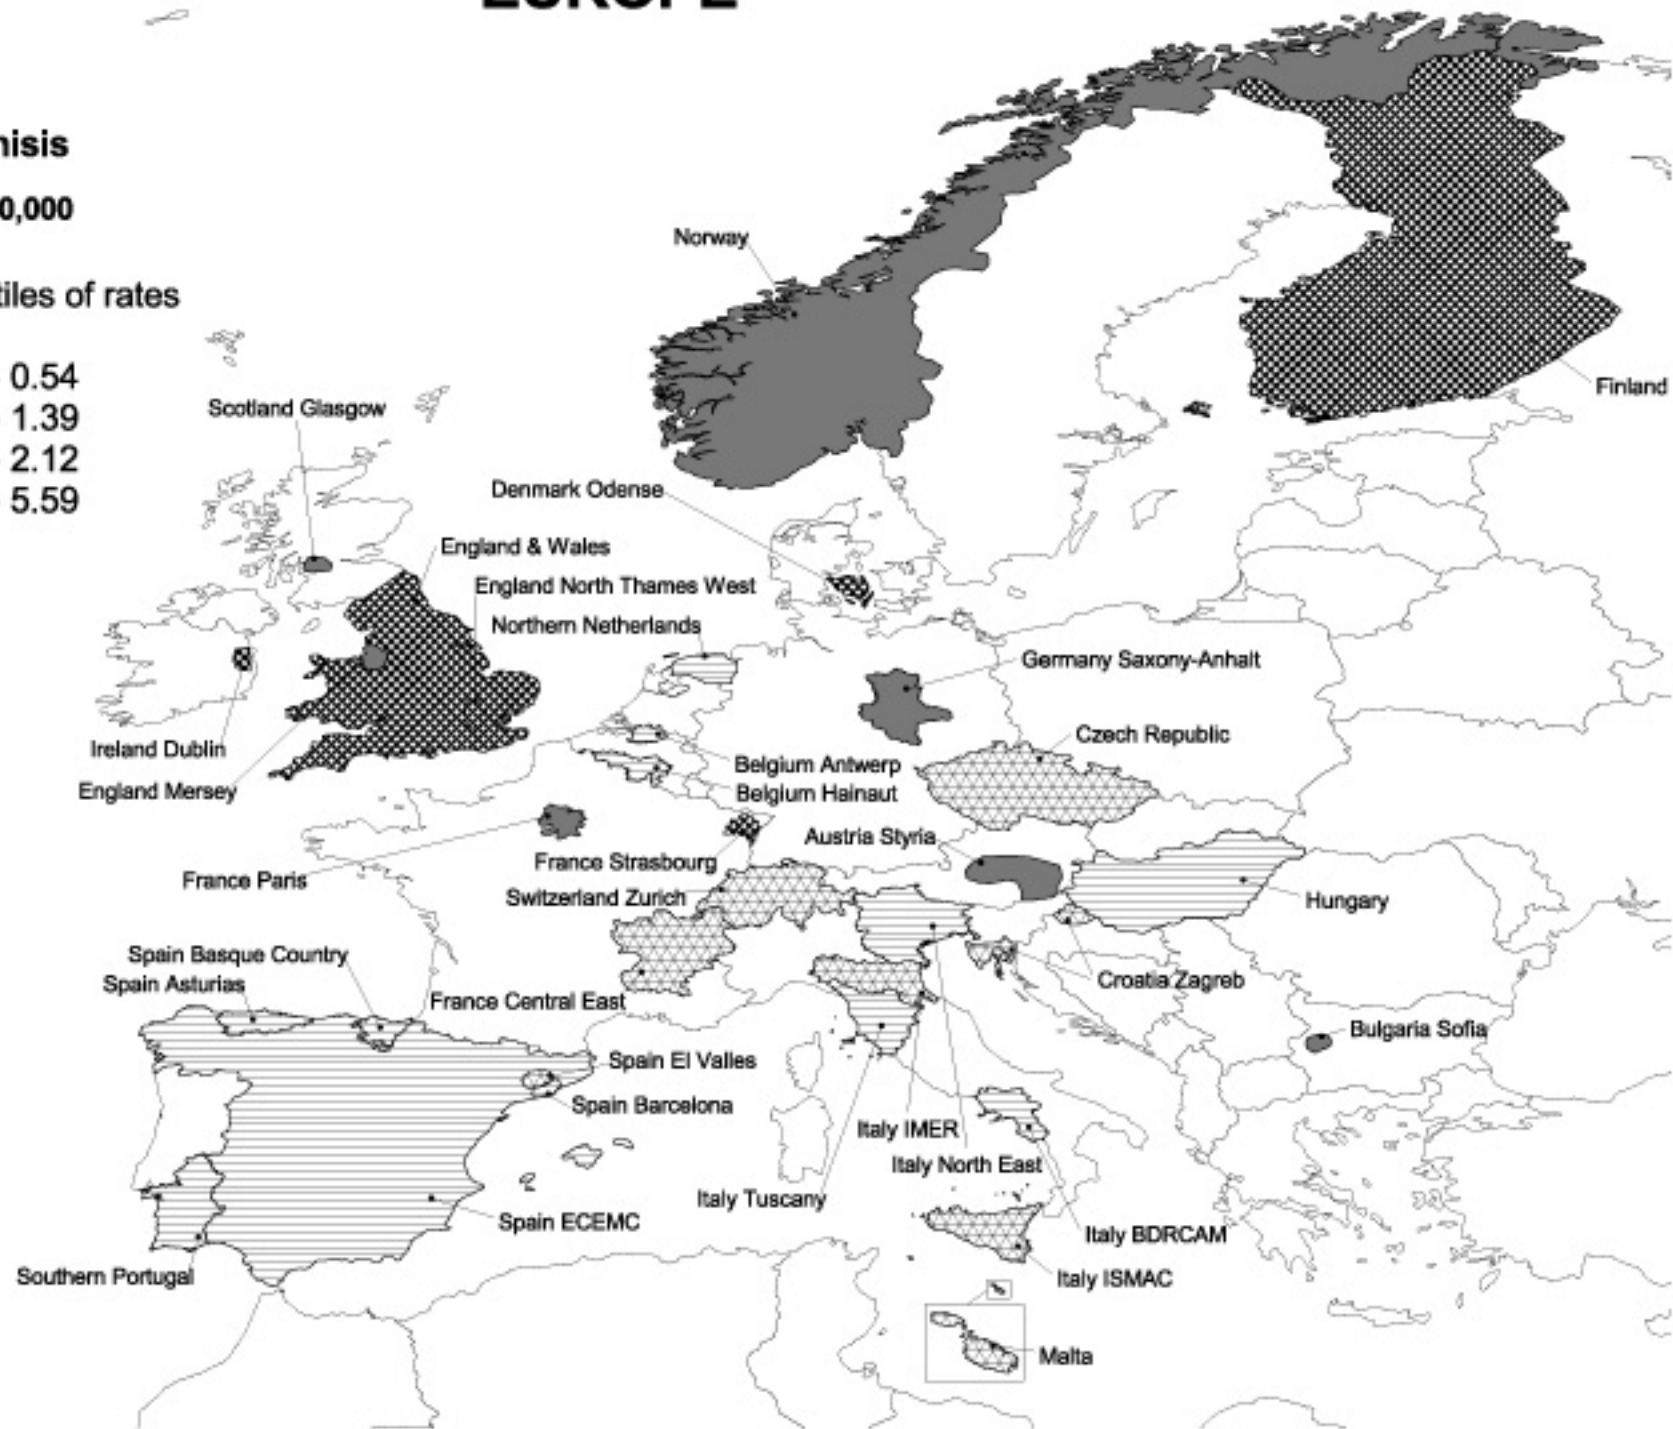 EUROPE
hisis
0,000
tiles of rates
0.54
1.39
2.12
5.59
Norway
Finland
Scotland Glasgow
Denmark Odense
England & Wales
England North Thames West
Northern Netherlands
Germany Saxony-Anhalt
Ireland Dublin
Czech Republic
Belgium Antwerp
England Mersey
Belgium Hainaut
Austria Styria
France Strasbourg
France Paris
Switzerland Zurich
Hungary
Spain Basque Country
Spain Asturias
Croatia Zagreb
France Central East
Bulgaria Sofia
Spain El Valles
Spain Barcelona
Italy IMER
Italy North East
Italy Tuscany
Spain ECEMC
Italy BDRCAM
Southern Portugal
Italy ISMAC
Malta